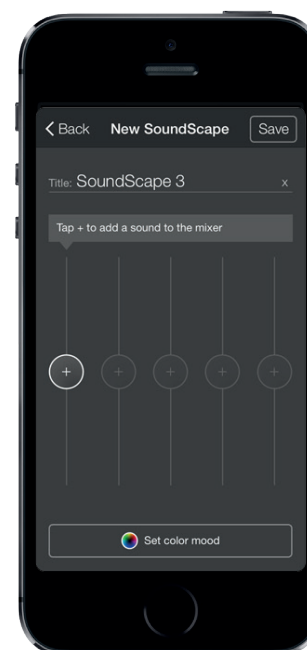 Back New SoundScape Save
Title: SoundScape 3 x
Tap + to add a sound to the mixer
+ + + + +
Set color mood